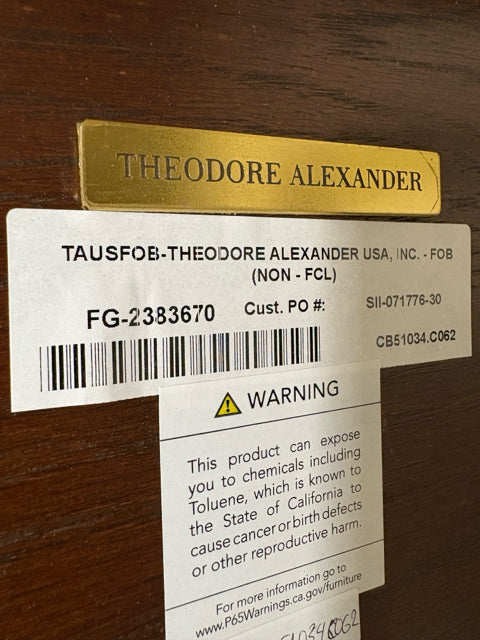 THEODORE ALEXANDER
TAUSFOB-THEODORE ALEXANDER USA, INC. - FOB
(NON - FCL)
FG-2383670 Cust. PO #: SII-071776-30
CB51034.C062
WARNING
This product can expose
you to chemicals including
Toluene, which is known to
the State of California to
cause cancer or birth defects
or other reproductive harm.
For more information go to
www.P65Warnings.ca.gov/furniture